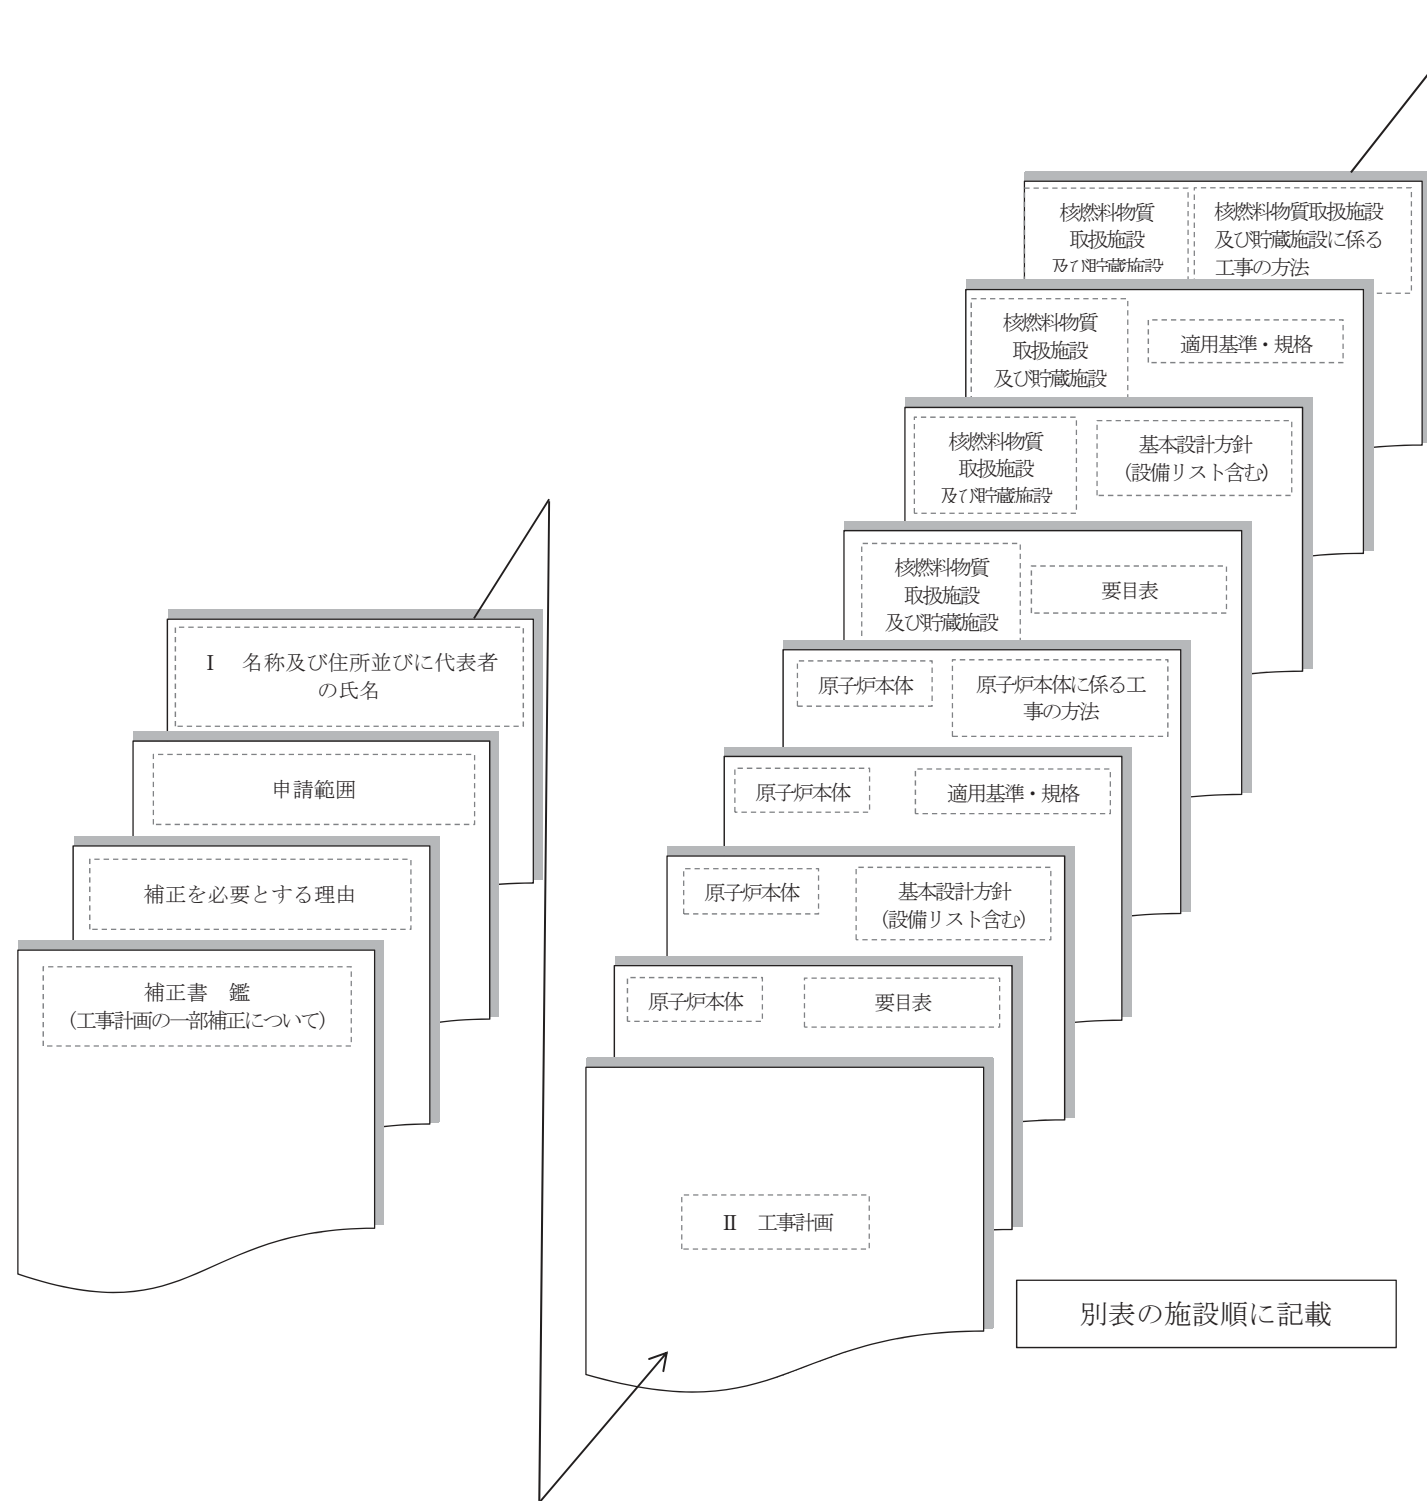 核燃料物質
取扱施設
及び貯蔵施設
核燃料物質取扱施設
及び貯蔵施設に係る
工事の方法
核燃料物質
取扱施設
及び貯蔵施設
適用基準・規格
核燃料物質
取扱施設
及び貯蔵施設
基本設計方針
（設備リスト含む）
核燃料物質
取扱施設
及び貯蔵施設
要目表
原子炉本体
原子炉本体に係る工
事の方法
原子炉本体
適用基準・規格
原子炉本体
基本設計方針
（設備リスト含む）
原子炉本体
要目表
Ⅱ　工事計画
Ⅰ　名称及び住所並びに代表者
の氏名
申請範囲
補正を必要とする理由
補正書　鑑
（工事計画の一部補正について）
別表の施設順に記載